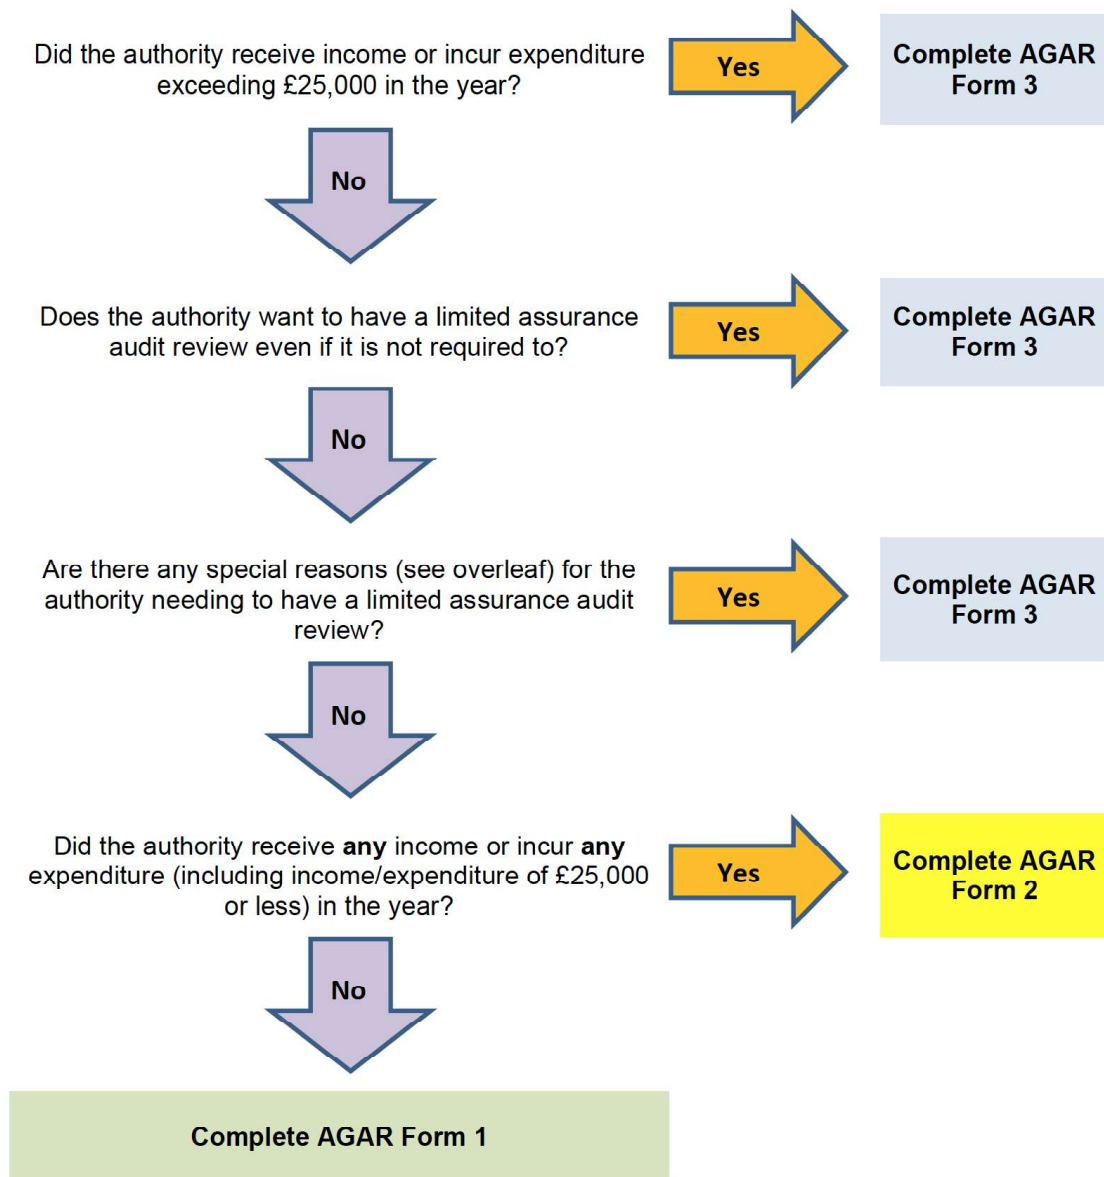 Did the authority receive income or incur expenditure
exceeding £25,000 in the year?
Yes
Complete AGAR
Form 3
No
Does the authority want to have a limited assurance
audit review even if it is not required to?
Yes
Complete AGAR
Form 3
No
Are there any special reasons (see overleaf) for the
authority needing to have a limited assurance audit
review?
Yes
Complete AGAR
Form 3
No
Did the authority receive any income or incur any
expenditure (including income/expenditure of £25,000
or less) in the year?
Yes
Complete AGAR
Form 2
No
Complete AGAR Form 1